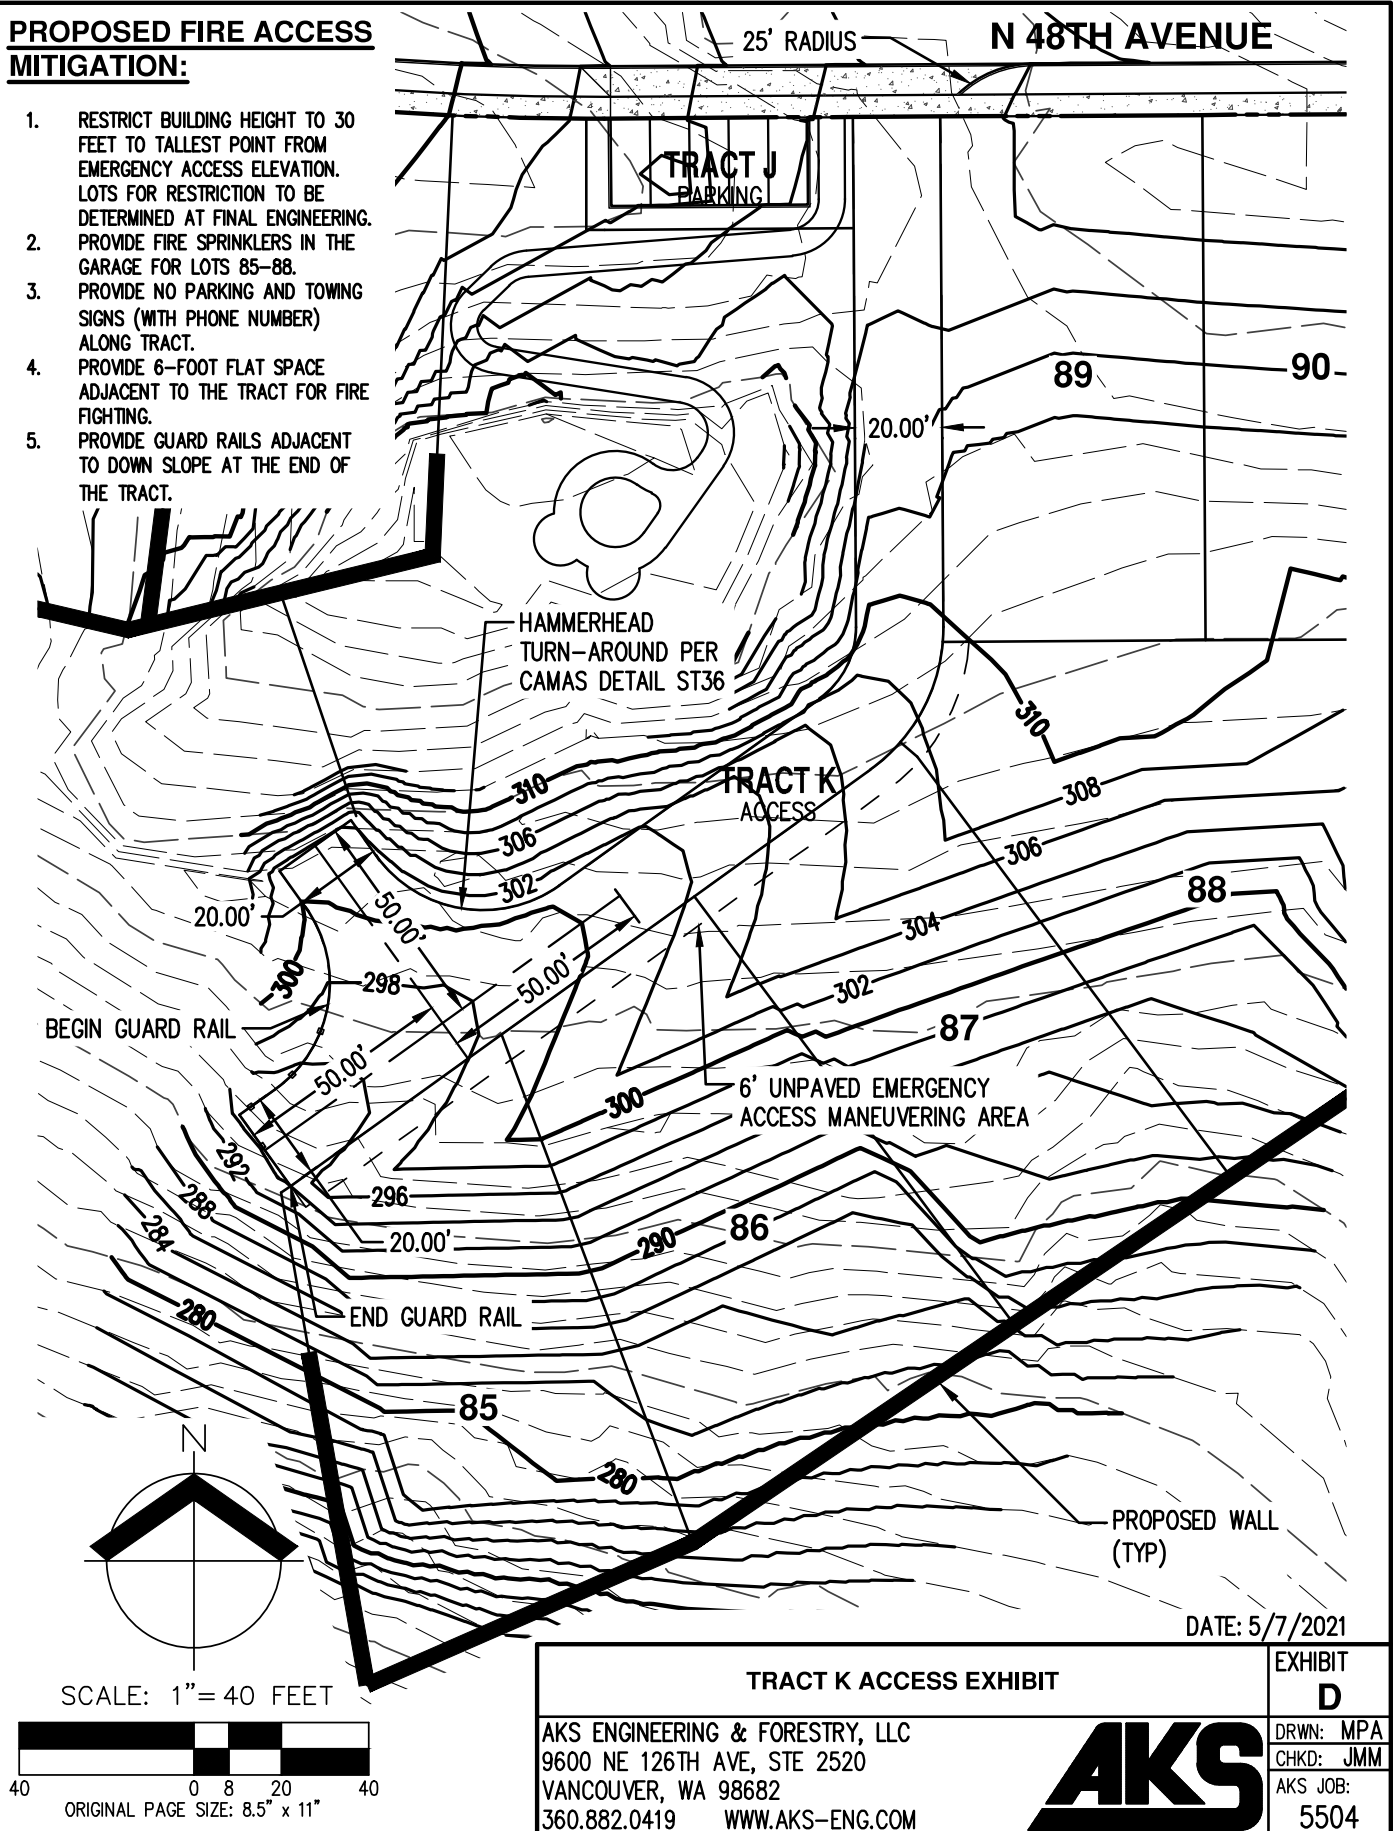 PROPOSED FIRE ACCESS
MITIGATION:
1. RESTRICT BUILDING HEIGHT TO 30
FEET TO TALLEST POINT FROM
EMERGENCY ACCESS ELEVATION.
LOTS FOR RESTRICTION TO BE
DETERMINED AT FINAL ENGINEERING.
2. PROVIDE FIRE SPRINKLERS IN THE
GARAGE FOR LOTS 85-88.
3. PROVIDE NO PARKING AND TOWING
SIGNS (WITH PHONE NUMBER)
ALONG TRACT.
4. PROVIDE 6-FOOT FLAT SPACE
ADJACENT TO THE TRACT FOR FIRE
FIGHTING.
5. PROVIDE GUARD RAILS ADJACENT
TO DOWN SLOPE AT THE END OF
THE TRACT.
25' RADIUS
N 48TH AVENUE
TRACT J
PARKING
89
90
20.00'
HAMMERHEAD
TURN-AROUND PER
CAMAS DETAIL ST36
310
310
TRACT K
ACCESS
308
306
306
302
88
304
20.00'
50.00'
50.00'
300
298
302
BEGIN GUARD RAIL
87
50.00'
300
6' UNPAVED EMERGENCY
ACCESS MANEUVERING AREA
292
288
296
284
20.00'
290
86
280
END GUARD RAIL
85
280
N
PROPOSED WALL
(TYP)
DATE: 5/7/2021
SCALE: 1"= 40 FEET
40 0 8 20 40
ORIGINAL PAGE SIZE: 8.5" x 11"
TRACT K ACCESS EXHIBIT
EXHIBIT
D
AKS ENGINEERING & FORESTRY, LLC
9600 NE 126TH AVE, STE 2520
VANCOUVER, WA 98682
360.882.0419 WWW.AKS-ENG.COM
AKS
DRWN: MPA
CHKD: JMM
AKS JOB:
5504